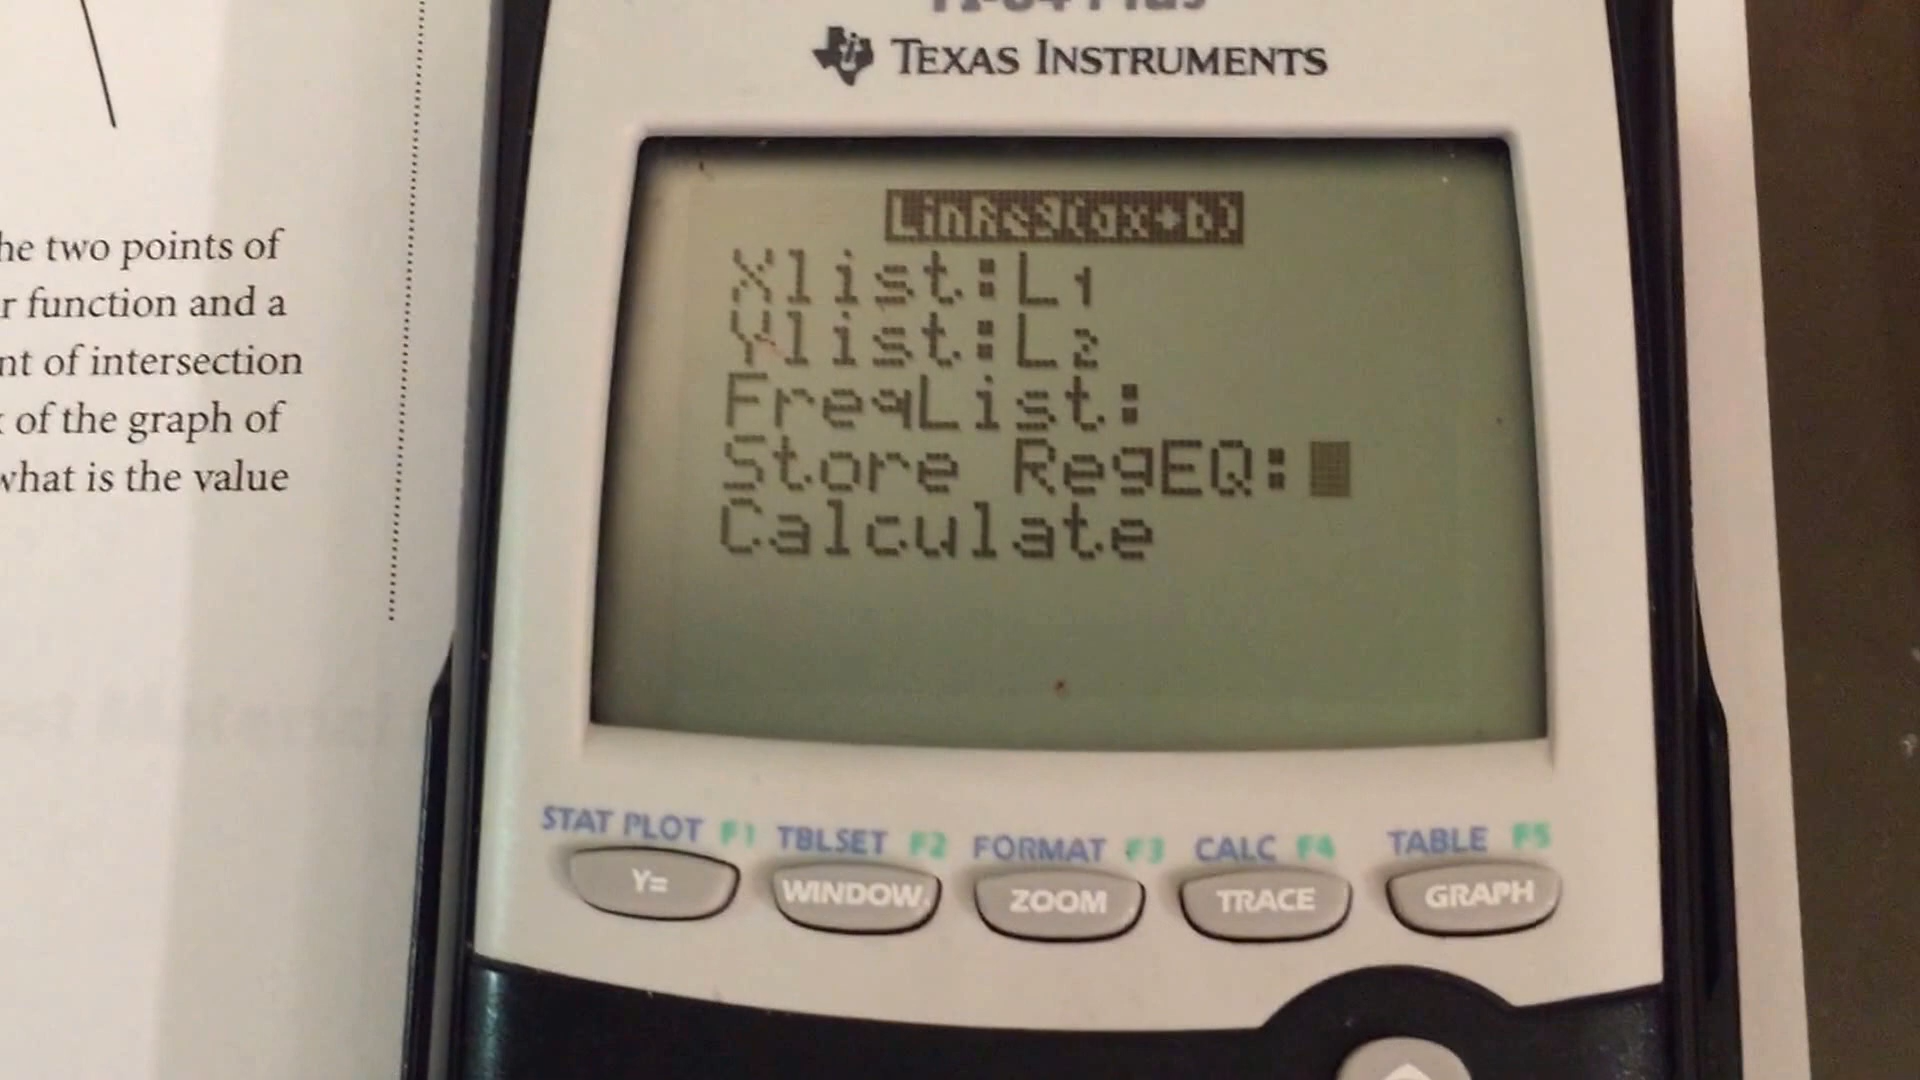 he two points of
r function and a
nt of intersection
of the graph of
what is the value
TEXAS INSTRUMENTS
LinReg(ax+b)
Xlist:L1
Ylist:L2
FreqList:
Store RegEQ:
Calculate
STAT PLOT F1 TBLSET F2 FORMAT F3 CALC F4 TABLE F5
Y= WINDOW ZOOM TRACE GRAPH